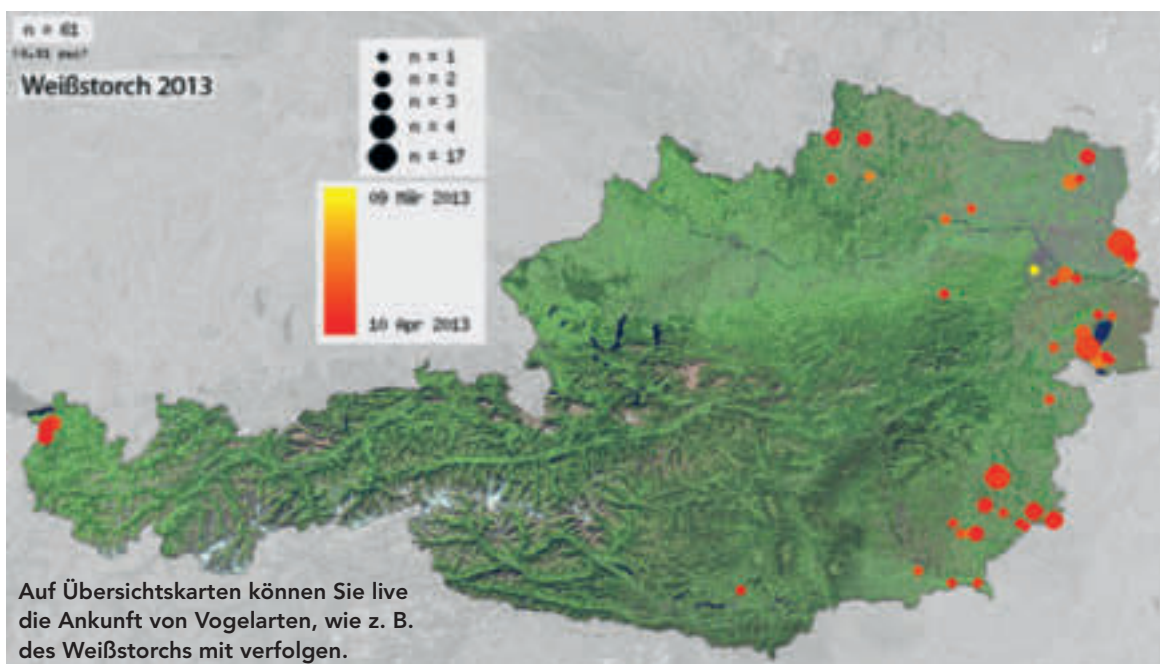 n = 61
Weißstorch 2013
n = 1
n = 2
n = 3
n = 4
n = 17
09 Mär 2013
10 Apr 2013
Auf Übersichtskarten können Sie live
die Ankunft von Vogelarten, wie z. B.
des Weißstorchs mit verfolgen.